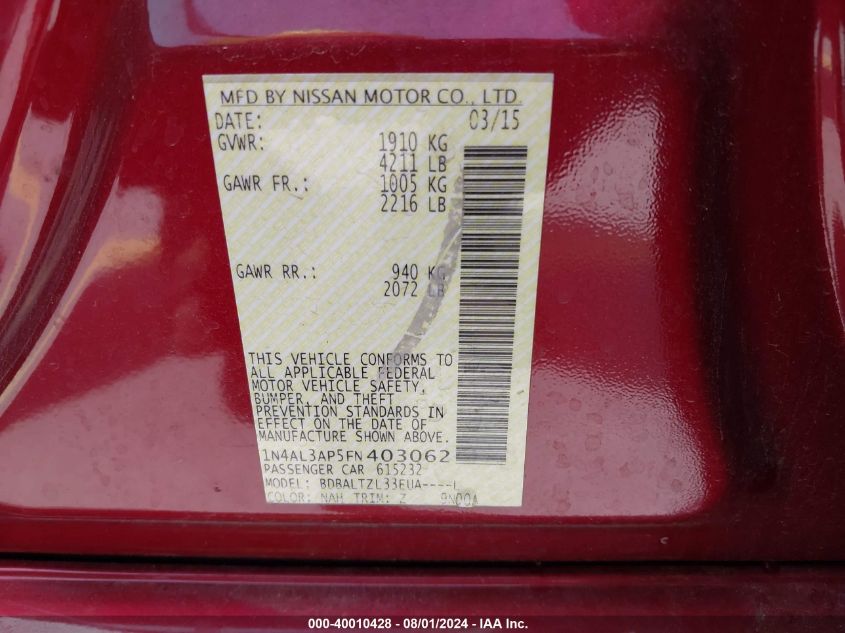 MFD BY NISSAN MOTOR CO., LTD.
DATE: 03/15
GVWR: 1910 KG
4211 LB
GAWR FR.: 1005 KG
2216 LB
GAWR RR.: 940 KG
2072 LB
THIS VEHICLE CONFORMS TO
ALL APPLICABLE FEDERAL
MOTOR VEHICLE SAFETY,
BUMPER, AND THEFT
PREVENTION STANDARDS IN
EFFECT ON THE DATE OF
MANUFACTURE SHOWN ABOVE.
1N4AL3AP5FN403062
PASSENGER CAR 615232
MODEL: BDBALTZL33EUA----
COLOR: NAH TRIM: Z
000-40010428 - 08/01/2024 - IAA Inc.